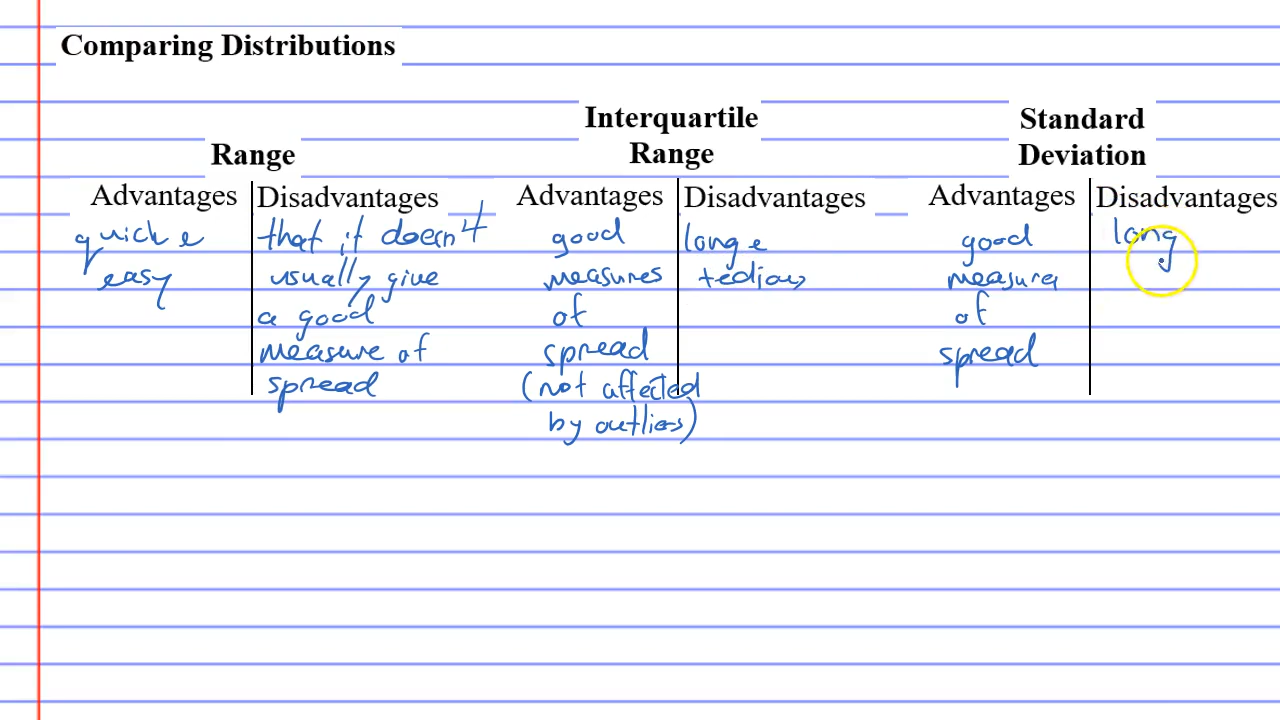 Comparing Distributions
Range
Advantages
quick e
easy
Disadvantages
that it doesn't
usually give
a good
measure of
spread
Interquartile
Range
Advantages
good
measures
of
spread
(not affected
by outliers)
Disadvantages
long e
tedious
Standard
Deviation
Advantages
good
measures
of
spread
Disadvantages
long